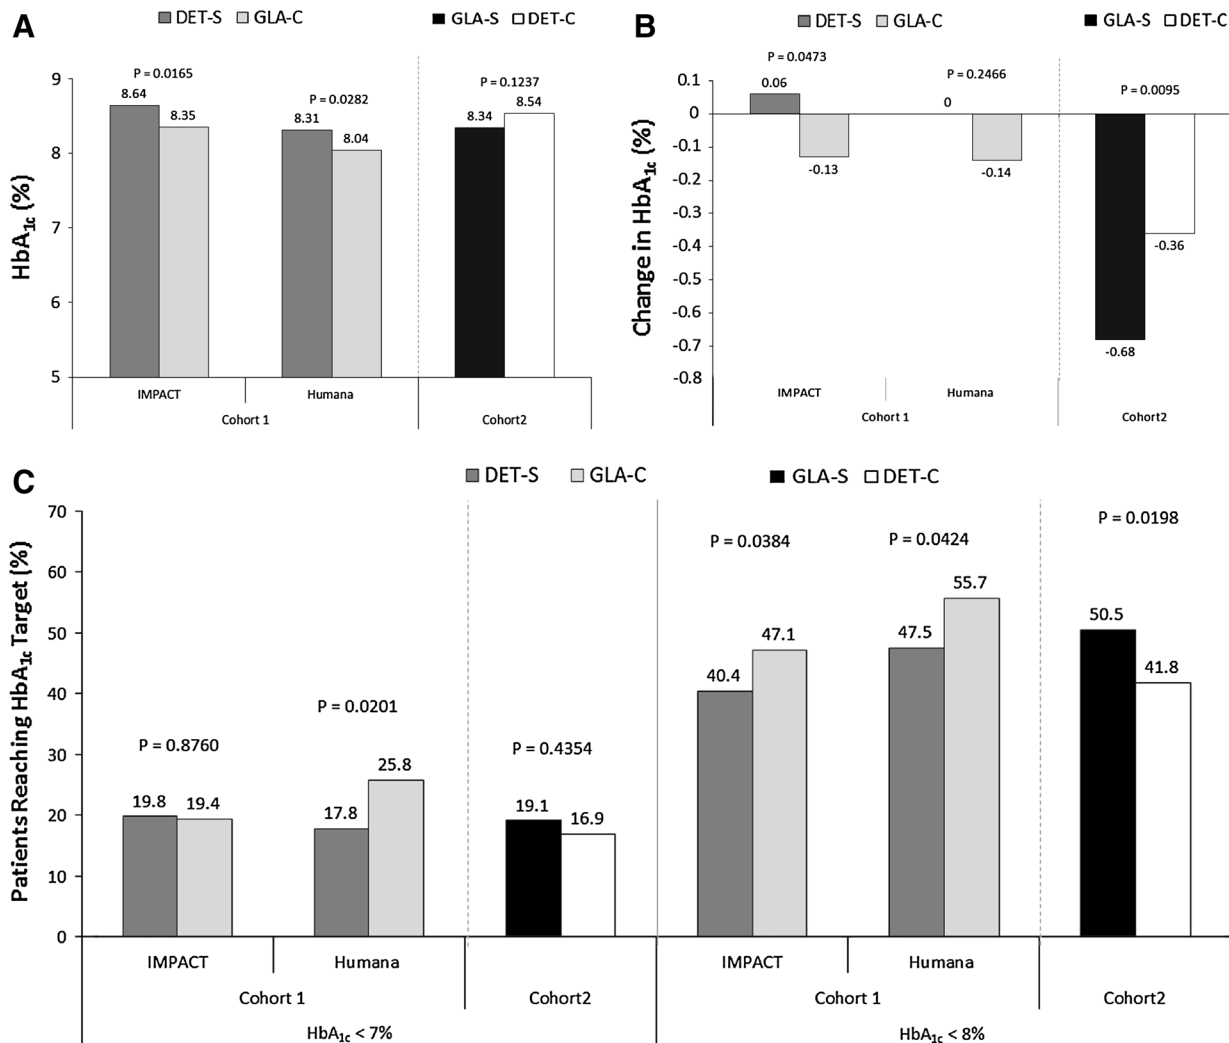 A
DET-S GLA-C
GLA-S DET-C
HbA1c (%)
9
8
7
6
5
P = 0.0165
8.64
8.35
P = 0.0282
8.31
8.04
P = 0.1237
8.34
8.54
IMPACT
Humana
Cohort 1
Cohort2
B
DET-S GLA-C
GLA-S DET-C
Change in HbA1c (%)
0.1
0
-0.1
-0.2
-0.3
-0.4
-0.5
-0.6
-0.7
-0.8
P = 0.0473
0.06
-0.13
P = 0.2466
0
-0.14
P = 0.0095
-0.68
-0.36
IMPACT
Humana
Cohort 1
Cohort2
C
DET-S GLA-C
GLA-S DET-C
Patients Reaching HbA1c Target (%)
70
60
50
40
30
20
10
0
P = 0.8760
19.8
19.4
P = 0.0201
17.8
25.8
P = 0.4354
19.1
16.9
P = 0.0384
40.4
47.1
P = 0.0424
47.5
55.7
P = 0.0198
50.5
41.8
IMPACT
Humana
IMPACT
Humana
Cohort 1
Cohort2
Cohort 1
Cohort2
HbA1c < 7%
HbA1c < 8%